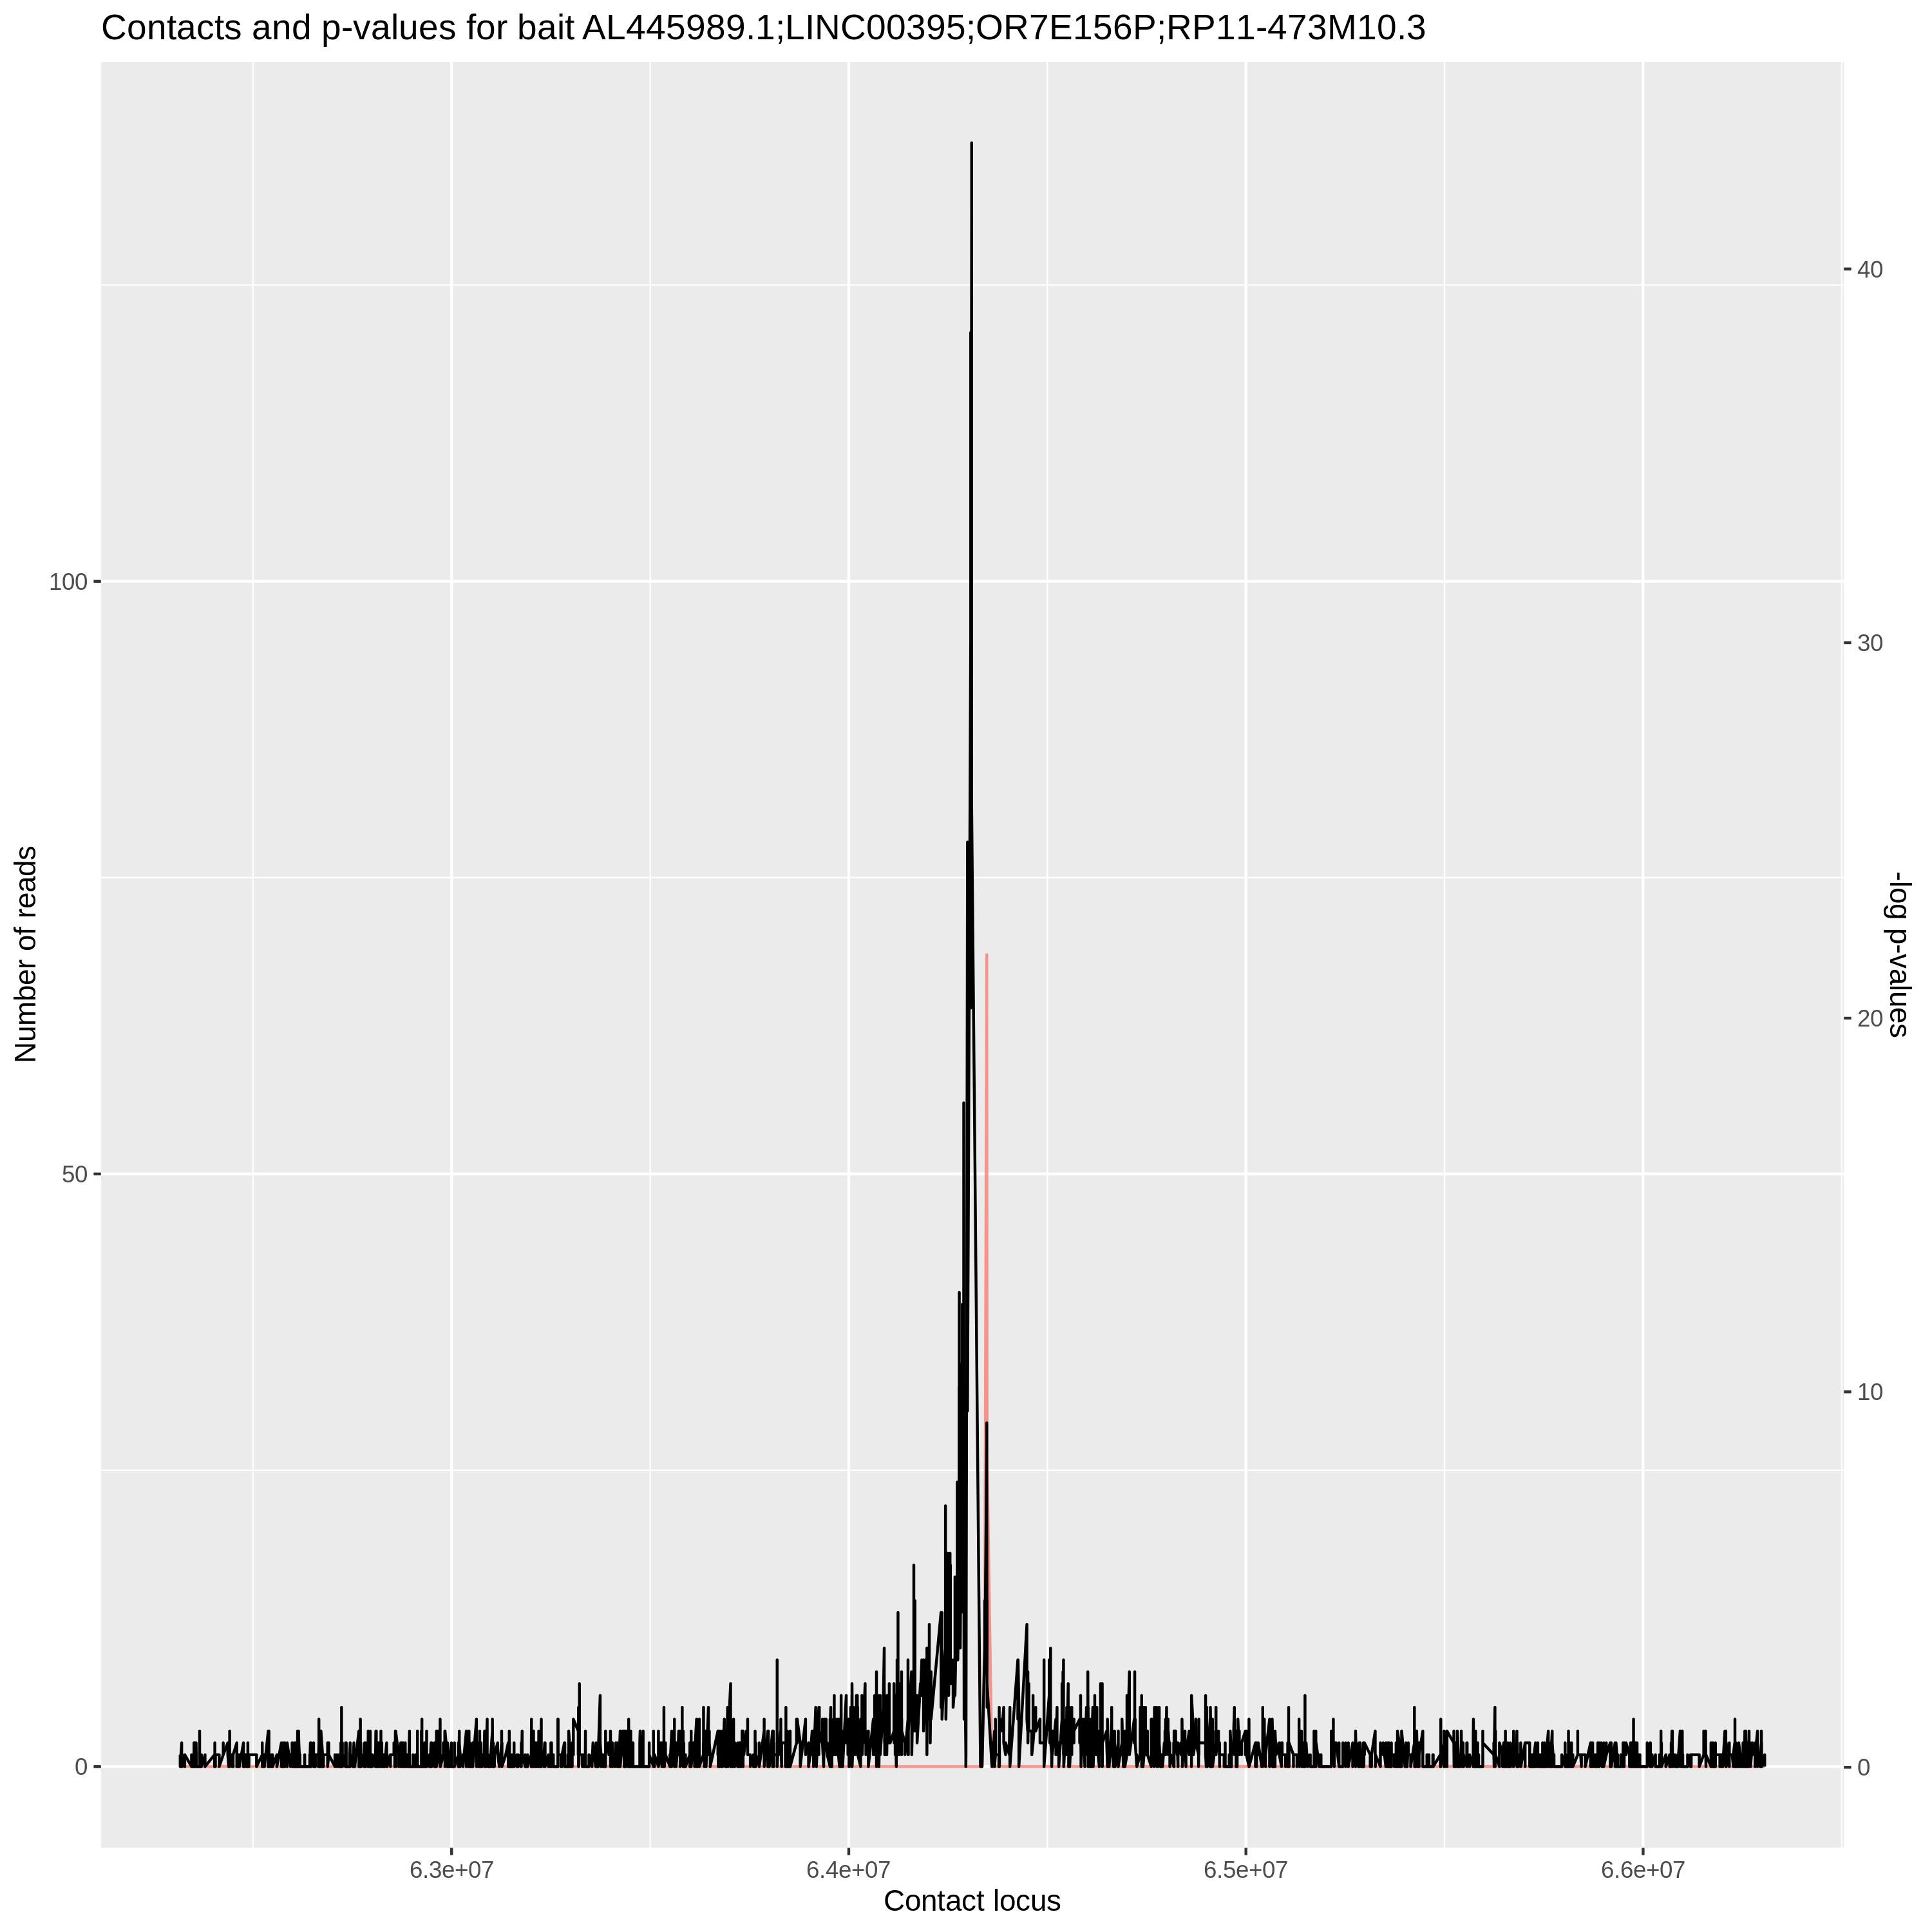 Contacts and p-values for bait AL445989.1;LINC00395;OR7E156P;RP11-473M10.3
Number of reads
100
50
0
40
30
20
10
0
-log p-values
6.3e+07 6.4e+07 6.5e+07 6.6e+07
Contact locus